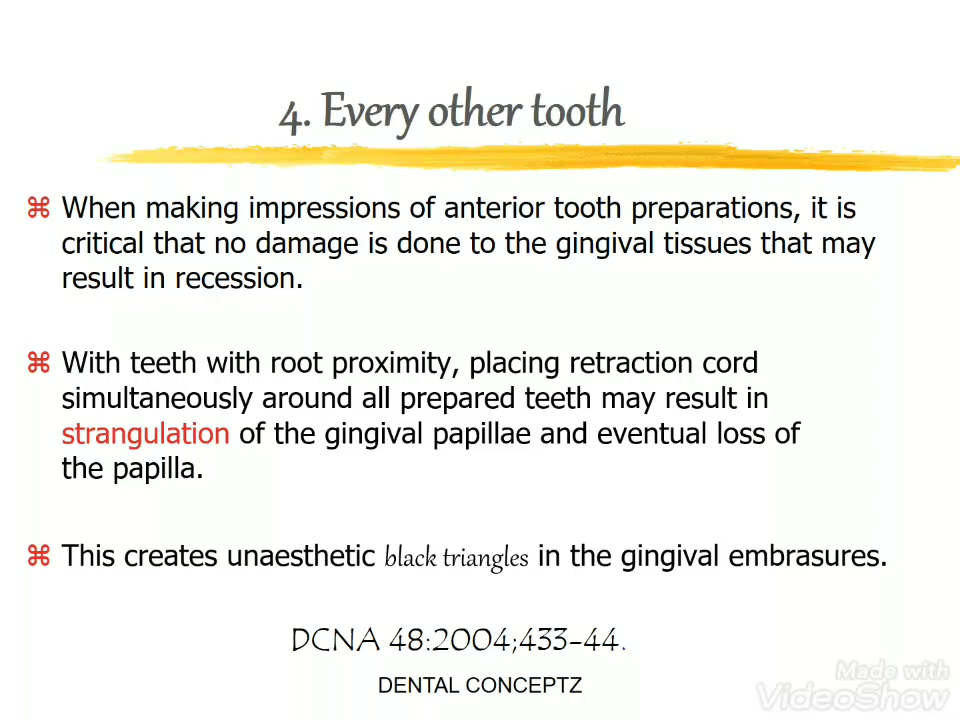 4. Every other tooth
⌘ When making impressions of anterior tooth preparations, it is
critical that no damage is done to the gingival tissues that may
result in recession.
⌘ With teeth with root proximity, placing retraction cord
simultaneously around all prepared teeth may result in
strangulation of the gingival papillae and eventual loss of
the papilla.
⌘ This creates unaesthetic black triangles in the gingival embrasures.
DCNA 48:2004;433-44.
DENTAL CONCEPTZ
Made with
VideoShow